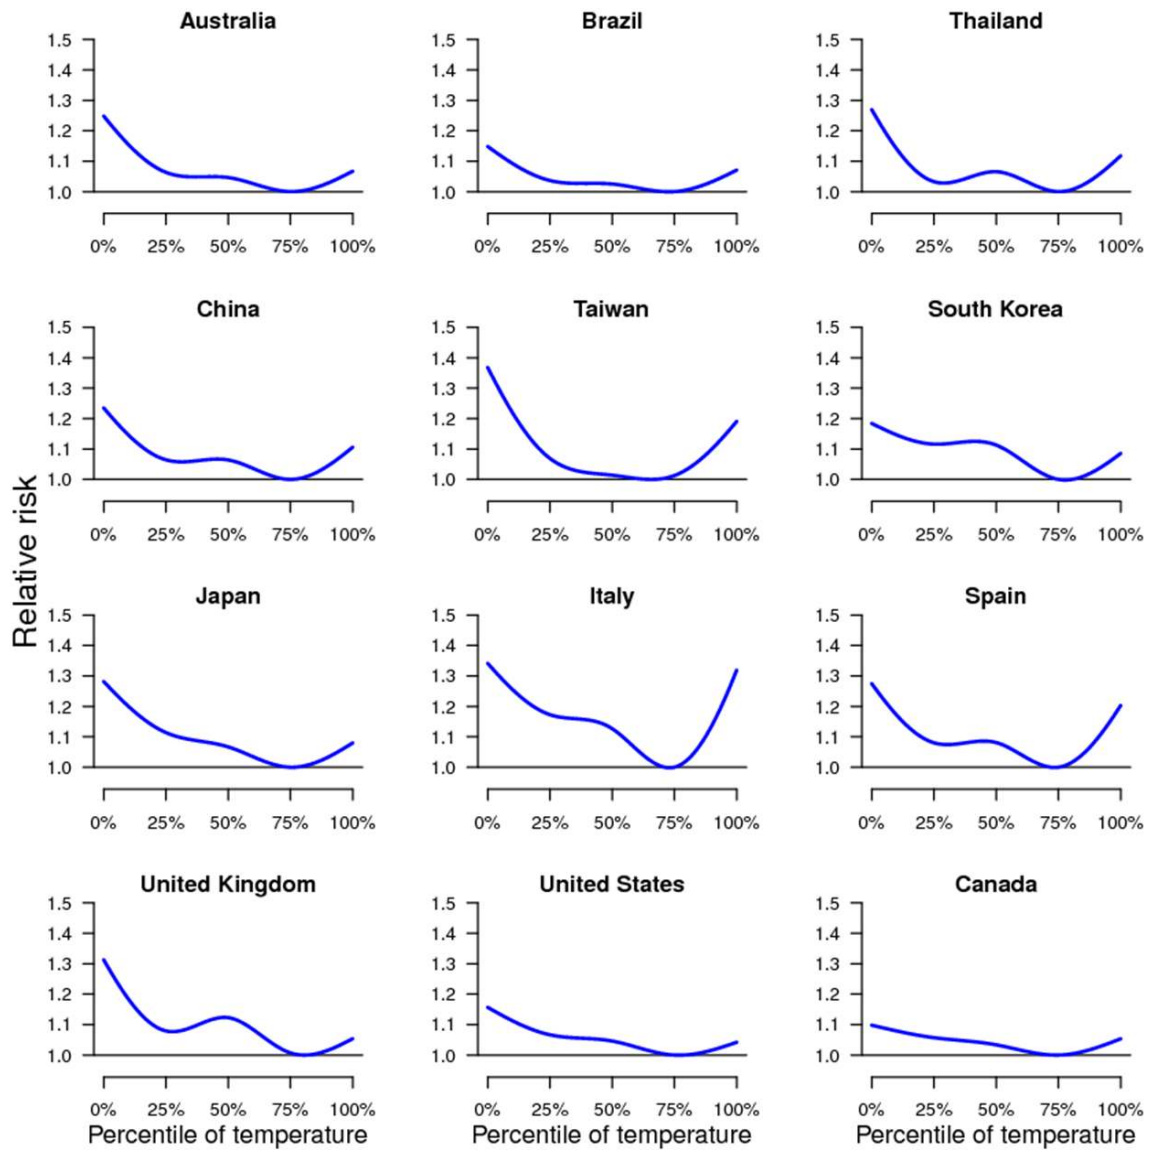 Relative risk
Australia
1.5
1.4
1.3
1.2
1.1
1.0
0% 25% 50% 75% 100%
Brazil
1.5
1.4
1.3
1.2
1.1
1.0
0% 25% 50% 75% 100%
Thailand
1.5
1.4
1.3
1.2
1.1
1.0
0% 25% 50% 75% 100%
China
1.5
1.4
1.3
1.2
1.1
1.0
0% 25% 50% 75% 100%
Taiwan
1.5
1.4
1.3
1.2
1.1
1.0
0% 25% 50% 75% 100%
South Korea
1.5
1.4
1.3
1.2
1.1
1.0
0% 25% 50% 75% 100%
Japan
1.5
1.4
1.3
1.2
1.1
1.0
0% 25% 50% 75% 100%
Italy
1.5
1.4
1.3
1.2
1.1
1.0
0% 25% 50% 75% 100%
Spain
1.5
1.4
1.3
1.2
1.1
1.0
0% 25% 50% 75% 100%
United Kingdom
1.5
1.4
1.3
1.2
1.1
1.0
0% 25% 50% 75% 100%
Percentile of temperature
United States
1.5
1.4
1.3
1.2
1.1
1.0
0% 25% 50% 75% 100%
Percentile of temperature
Canada
1.5
1.4
1.3
1.2
1.1
1.0
0% 25% 50% 75% 100%
Percentile of temperature